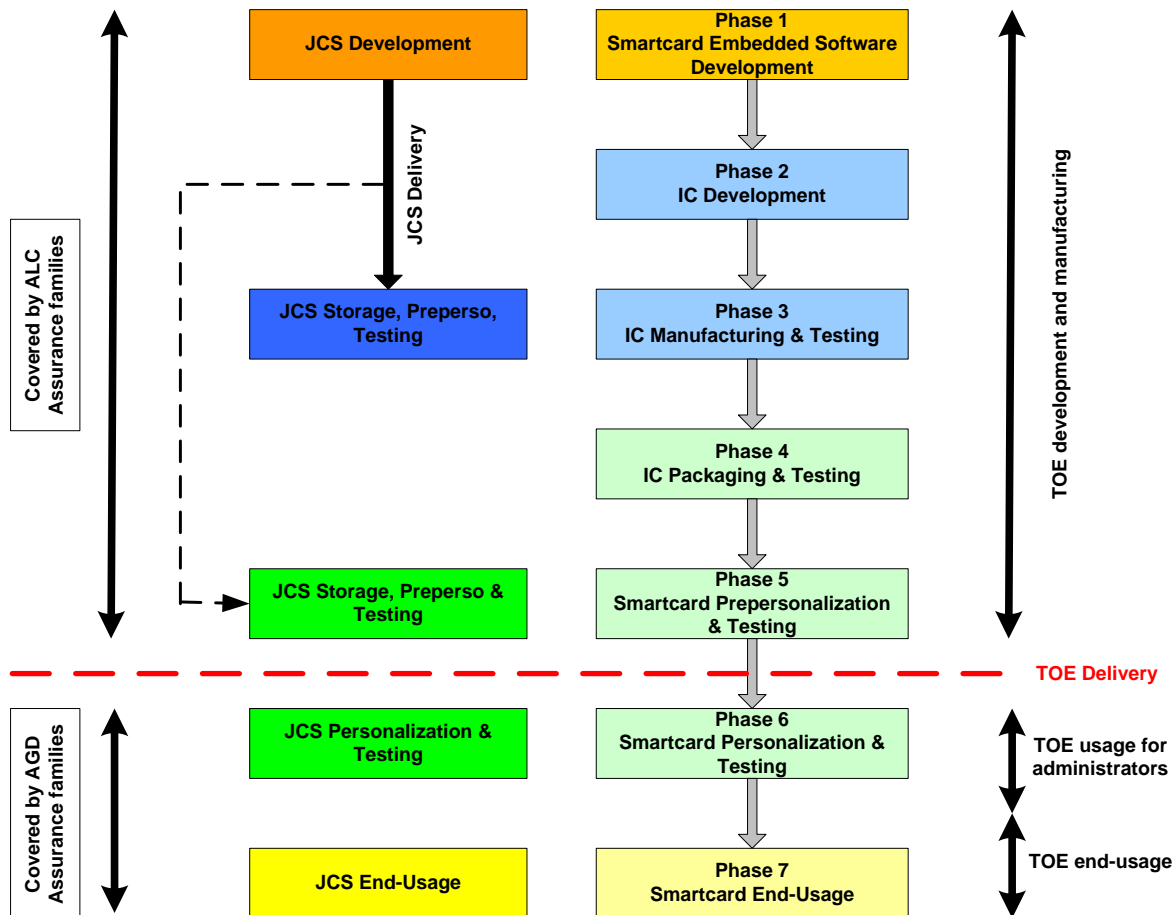 JCS Development
Phase 1
Smartcard Embedded Software
Development
JCS Delivery
Phase 2
IC Development
Covered by ALC
Assurance families
TOE development and manufacturing
JCS Storage, Preperso,
Testing
Phase 3
IC Manufacturing & Testing
Phase 4
IC Packaging & Testing
JCS Storage, Preperso &
Testing
Phase 5
Smartcard Prepersonalization
& Testing
TOE Delivery
Covered by AGD
Assurance families
JCS Personalization &
Testing
Phase 6
Smartcard Personalization &
Testing
TOE usage for
administrators
JCS End-Usage
Phase 7
Smartcard End-Usage
TOE end-usage